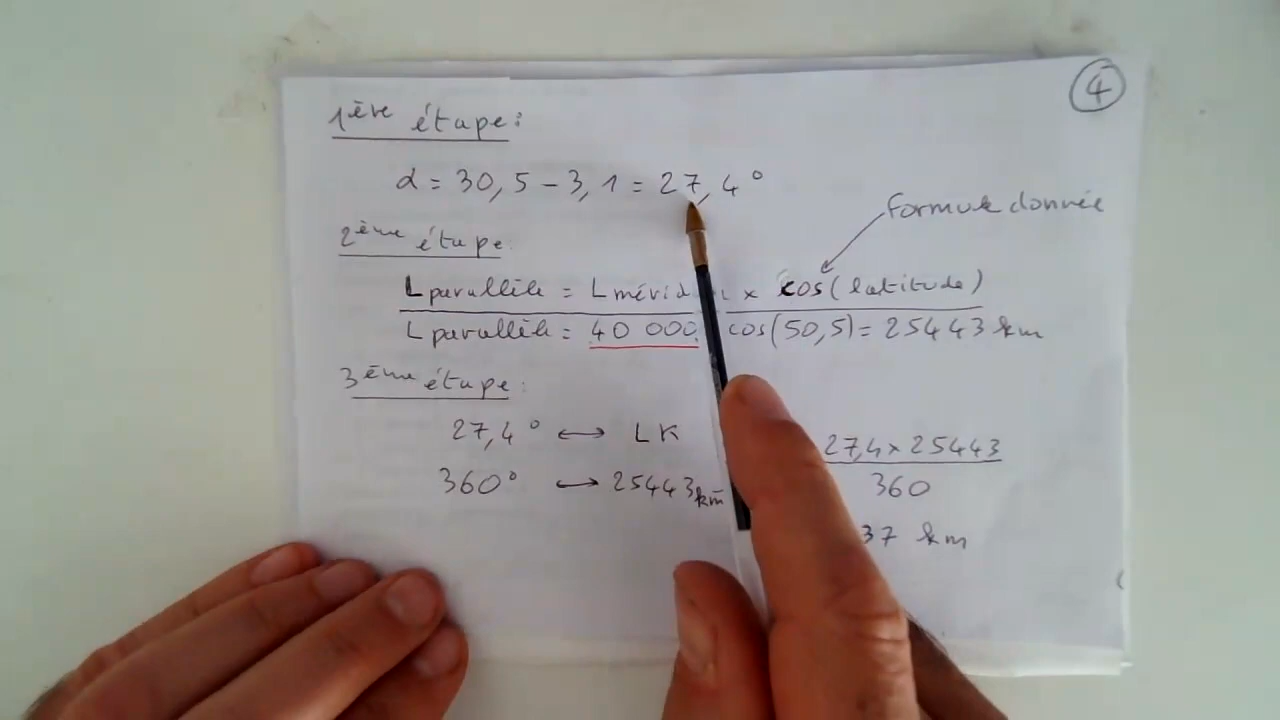 4
1ère étape:
α = 30,5 - 3,1 = 27,4°
formule donnée
2ème étape.
L parallèle = L mérid x cos(latitude)
L parallèle = 40 000 cos(50,5) = 25443 km
3ème étape:
27,4° ↔ LK 27,4 x 25443
360° ↔ 25443 km 360
37 km